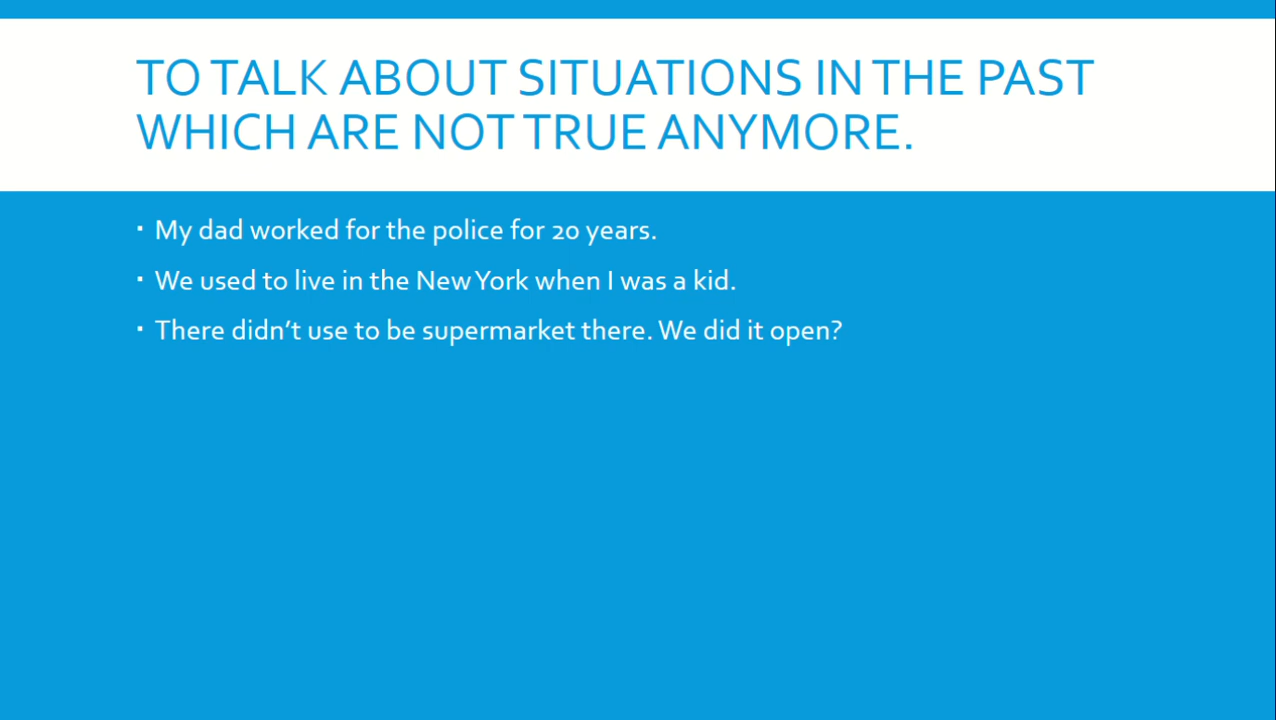 TO TALK ABOUT SITUATIONS IN THE PAST
WHICH ARE NOT TRUE ANYMORE.
▪ My dad worked for the police for 20 years.
▪ We used to live in the New York when I was a kid.
▪ There didn’t use to be supermarket there. We did it open?